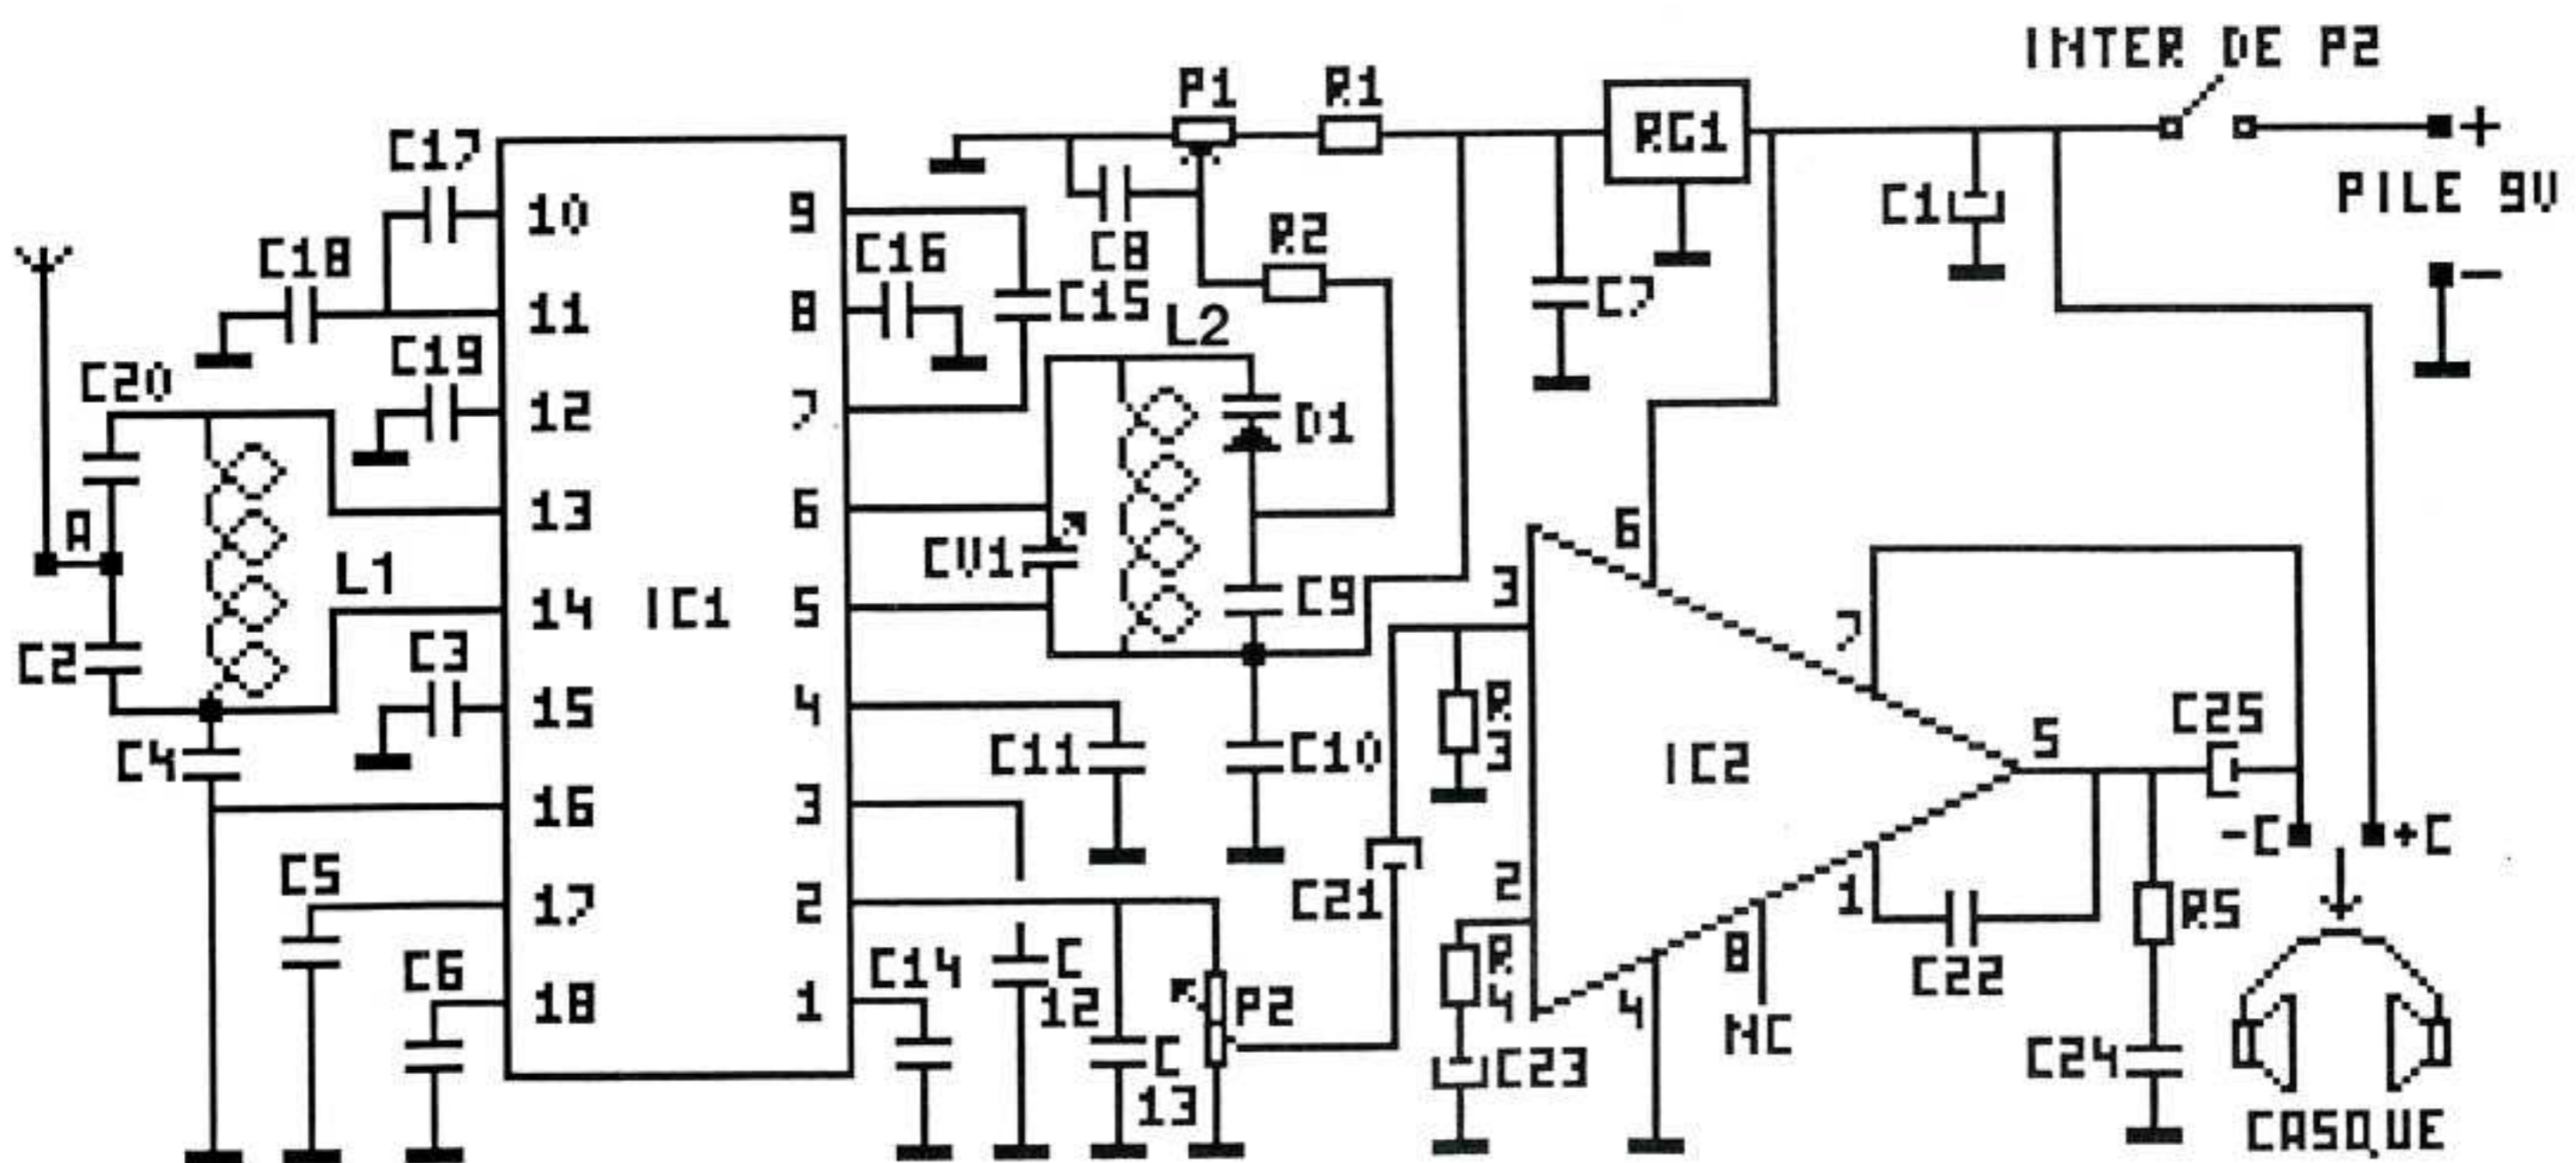 INTER DE P2
P1
R1
RG1
+
C17
C1
PILE 9V
10
9
C18
C16
C8
R2
−
11
8
C15
C7
L2
C19
C20
12
7
D1
A
13
6
6
CV1
3
L1
14
IC1
5
C9
7
C2
C3
15
4
R
3
IC2
5
C25
C4
C11
C10
16
3
-C
+C
C5
17
2
C21
2
1
R5
C6
C14
C
12
R
4
8
C22
18
1
P2
4
NC
C
13
C23
C24
CASQUE